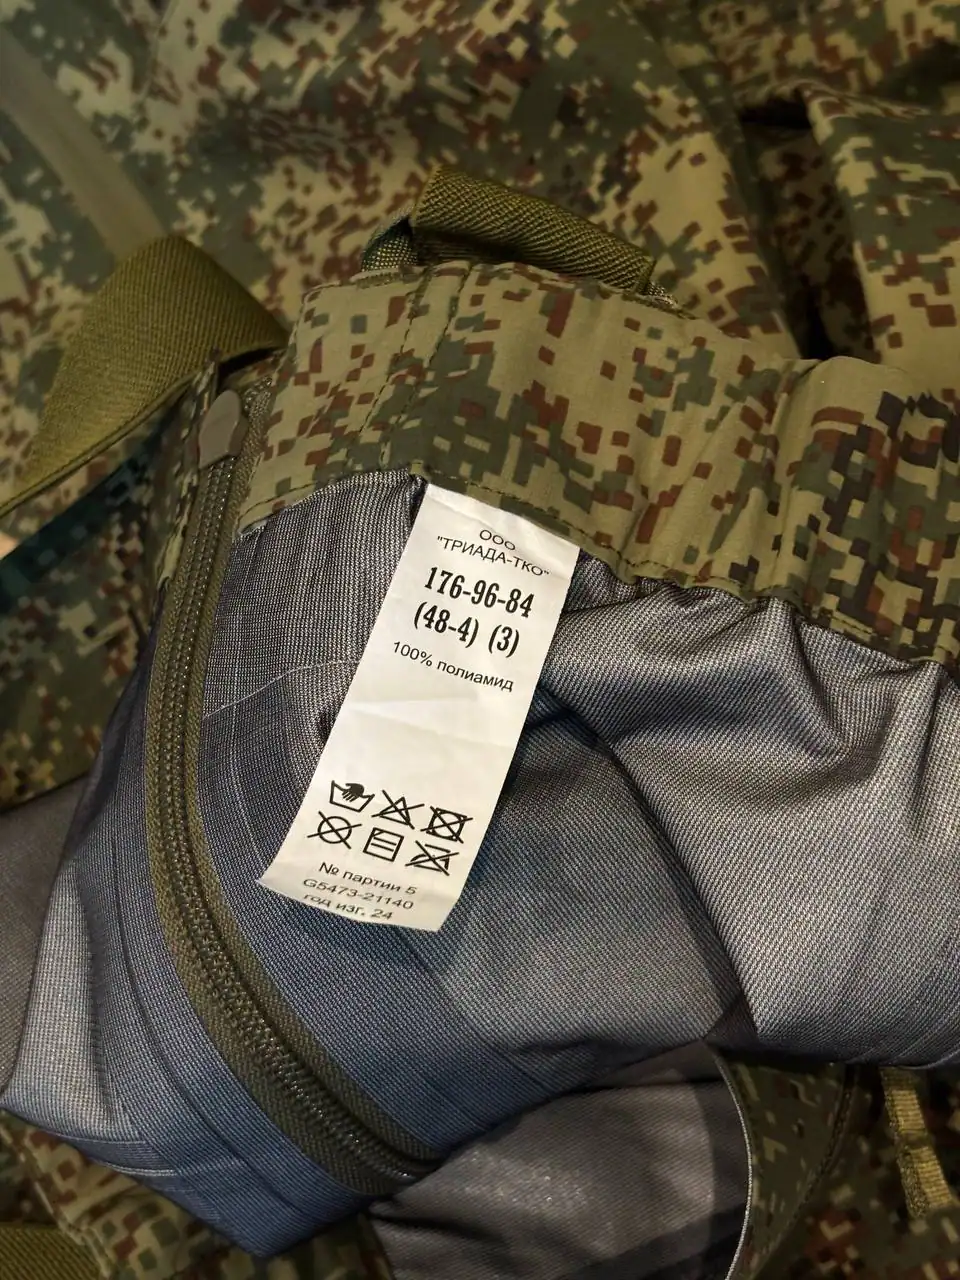 ООО
"ТРИАДА-ТКО"
176-96-84
(48-4) (3)
100% полиамид
№ партии 5
G5473-21140
год изг. 24